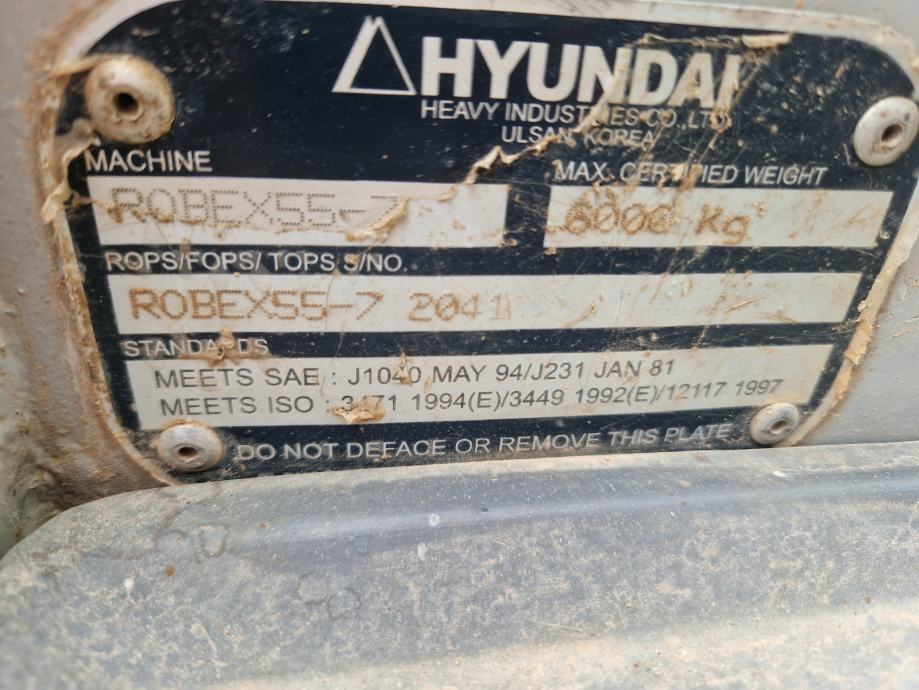 HYUNDAI
HEAVY INDUSTRIES CO.,LTD.
ULSAN, KOREA
MACHINE
MAX. CERTIFIED WEIGHT
ROBEX55-7
6000 Kg
ROPS/FOPS/ TOPS S/NO.
ROBEX55-7 2041
STANDARDS
MEETS SAE : J1040 MAY 94/J231 JAN 81
MEETS ISO : 3471 1994(E)/3449 1992(E)/12117 1997
DO NOT DEFACE OR REMOVE THIS PLATE